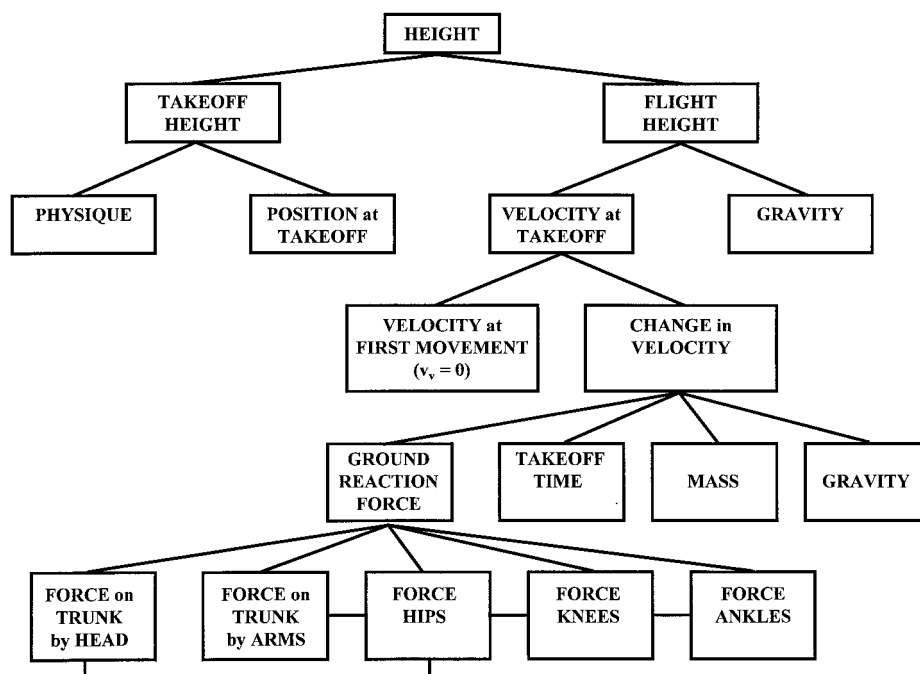 HEIGHT
TAKEOFF
HEIGHT
FLIGHT
HEIGHT
PHYSIQUE
POSITION at
TAKEOFF
VELOCITY at
TAKEOFF
GRAVITY
VELOCITY at
FIRST MOVEMENT
(vᵥ = 0)
CHANGE in
VELOCITY
GROUND
REACTION
FORCE
TAKEOFF
TIME
MASS
GRAVITY
FORCE on
TRUNK
by HEAD
FORCE on
TRUNK
by ARMS
FORCE
HIPS
FORCE
KNEES
FORCE
ANKLES